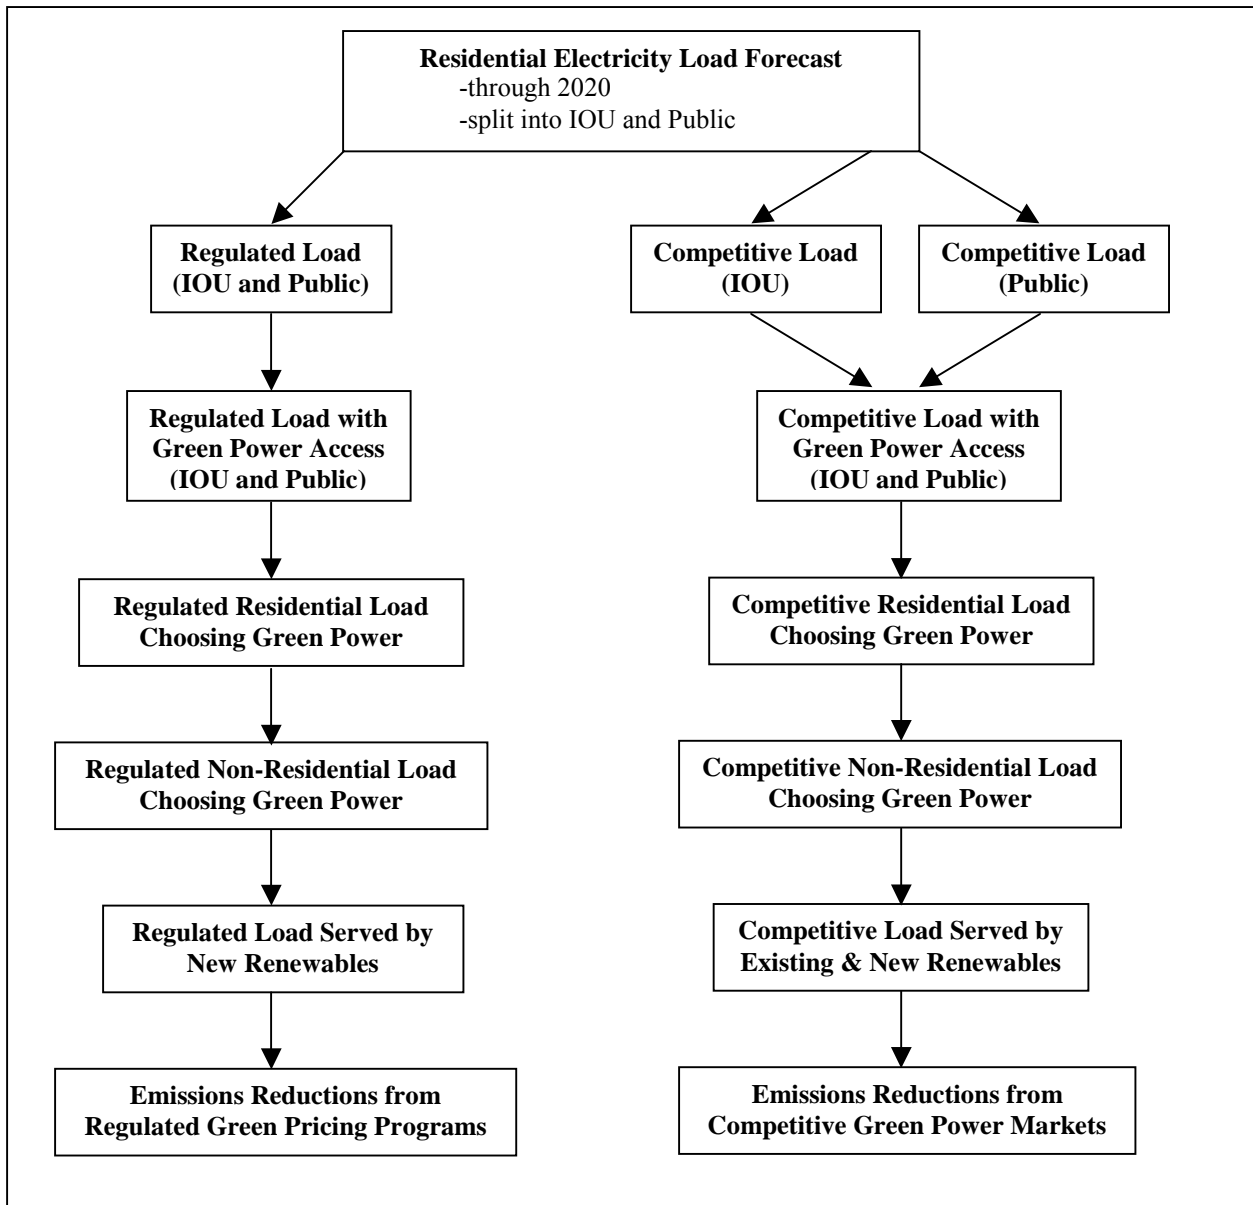 Residential Electricity Load Forecast
-through 2020
-split into IOU and Public
Regulated Load
(IOU and Public)
Competitive Load
(IOU)
Competitive Load
(Public)
Regulated Load with
Green Power Access
(IOU and Public)
Competitive Load with
Green Power Access
(IOU and Public)
Regulated Residential Load
Choosing Green Power
Competitive Residential Load
Choosing Green Power
Regulated Non-Residential Load
Choosing Green Power
Competitive Non-Residential Load
Choosing Green Power
Regulated Load Served by
New Renewables
Competitive Load Served by
Existing & New Renewables
Emissions Reductions from
Regulated Green Pricing Programs
Emissions Reductions from
Competitive Green Power Markets